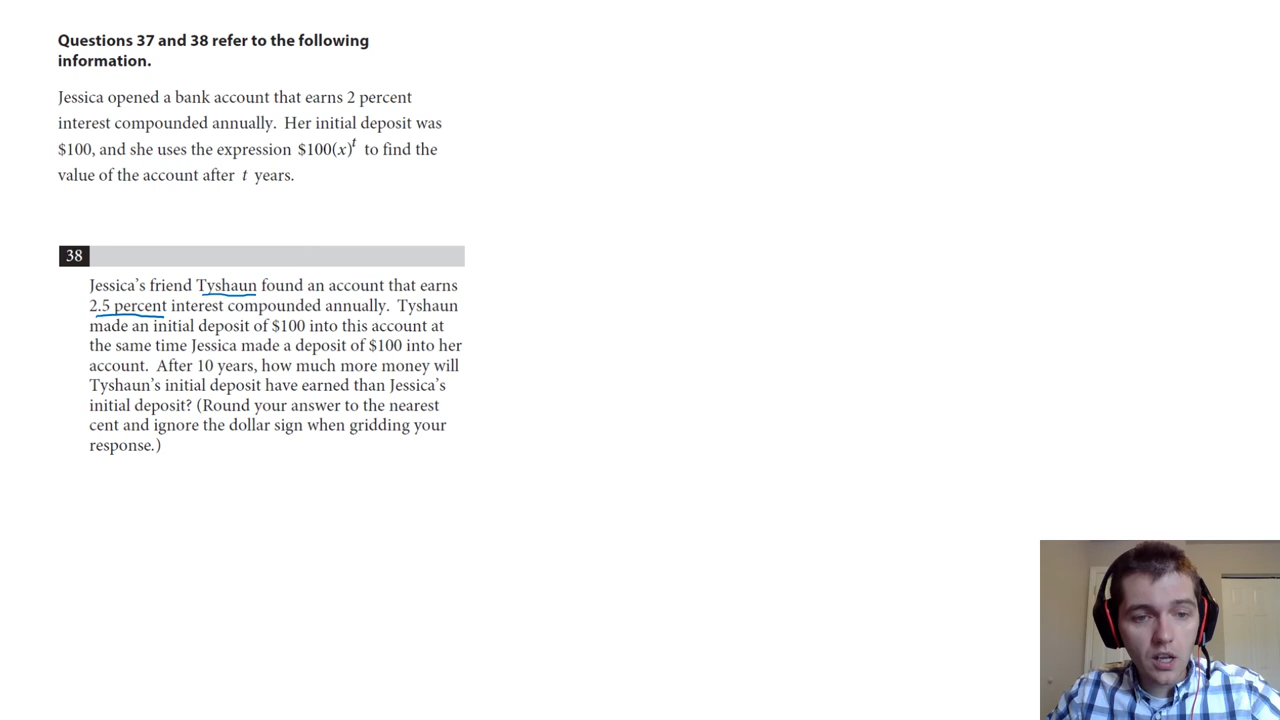 Questions 37 and 38 refer to the following
information.
Jessica opened a bank account that earns 2 percent
interest compounded annually. Her initial deposit was
$100, and she uses the expression $100(x)^t to find the
value of the account after t years.
38
Jessica’s friend Tyshaun found an account that earns
2.5 percent interest compounded annually. Tyshaun
made an initial deposit of $100 into this account at
the same time Jessica made a deposit of $100 into her
account. After 10 years, how much more money will
Tyshaun’s initial deposit have earned than Jessica’s
initial deposit? (Round your answer to the nearest
cent and ignore the dollar sign when gridding your
response.)